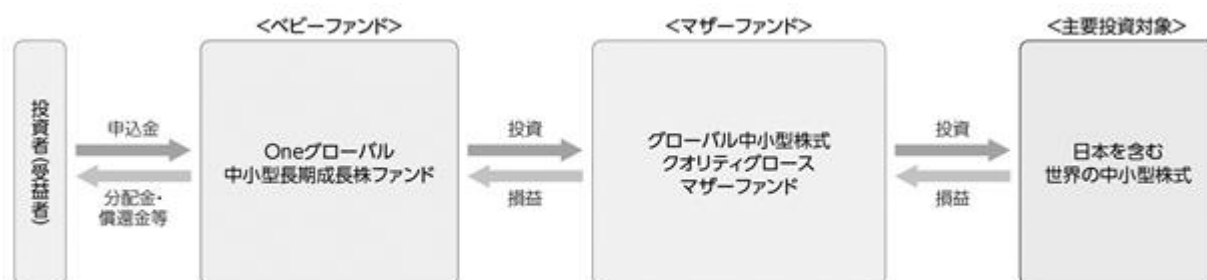 <ベビーファンド>
<マザーファンド>
<主要投資対象>
投資者(受益者)
申込金
分配金・
償還金等
Oneグローバル
中小型長期成長株ファンド
投資
損益
グローバル中小型株式
クオリティグロース
マザーファンド
投資
損益
日本を含む
世界の中小型株式